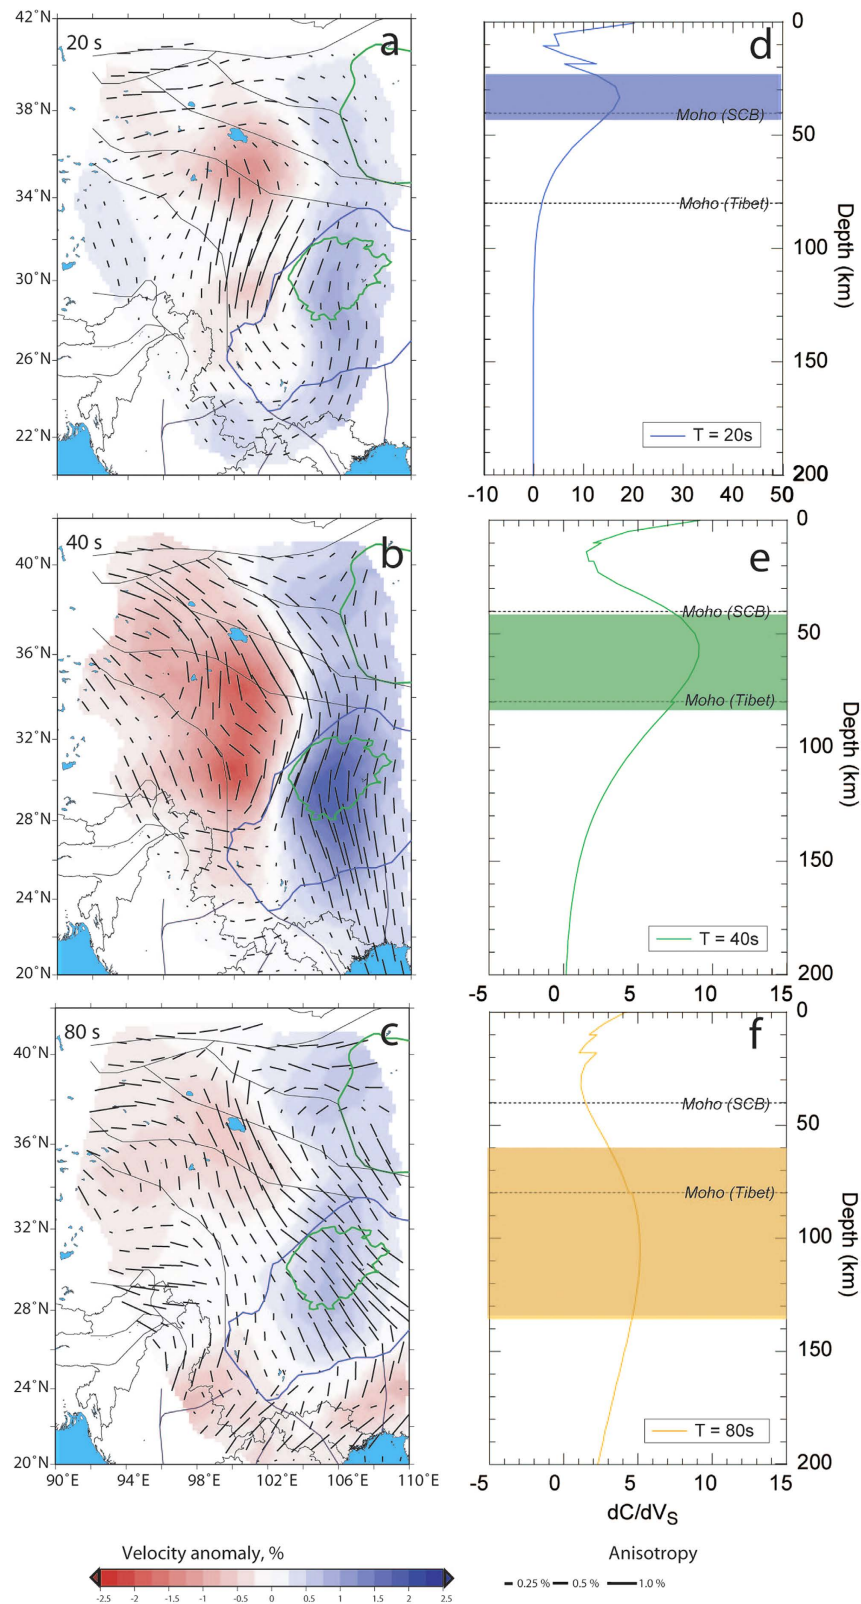 20 s
a
42°N
38°N
34°N
30°N
26°N
22°N
d
Moho (SCB)
Moho (Tibet)
T = 20s
0
50
100
150
200
Depth (km)
-10 0 10 20 30 40 50 0
40 s
b
40°N
36°N
32°N
28°N
24°N
20°N
e
Moho (SCB)
Moho (Tibet)
T = 40s
0
50
100
150
200
Depth (km)
-5 0 5 10 15
80 s
c
40°N
36°N
32°N
28°N
24°N
20°N
90°E 94°E 98°E 102°E 106°E 110°E
f
Moho (SCB)
Moho (Tibet)
T = 80s
0
50
100
150
200
Depth (km)
-5 0 5 10 15
dC/dVS
Velocity anomaly, %
-2.5 -2 -1.5 -1 -0.5 0 0.5 1 1.5 2 2.5
Anisotropy
0.25 % 0.5 % 1.0 %